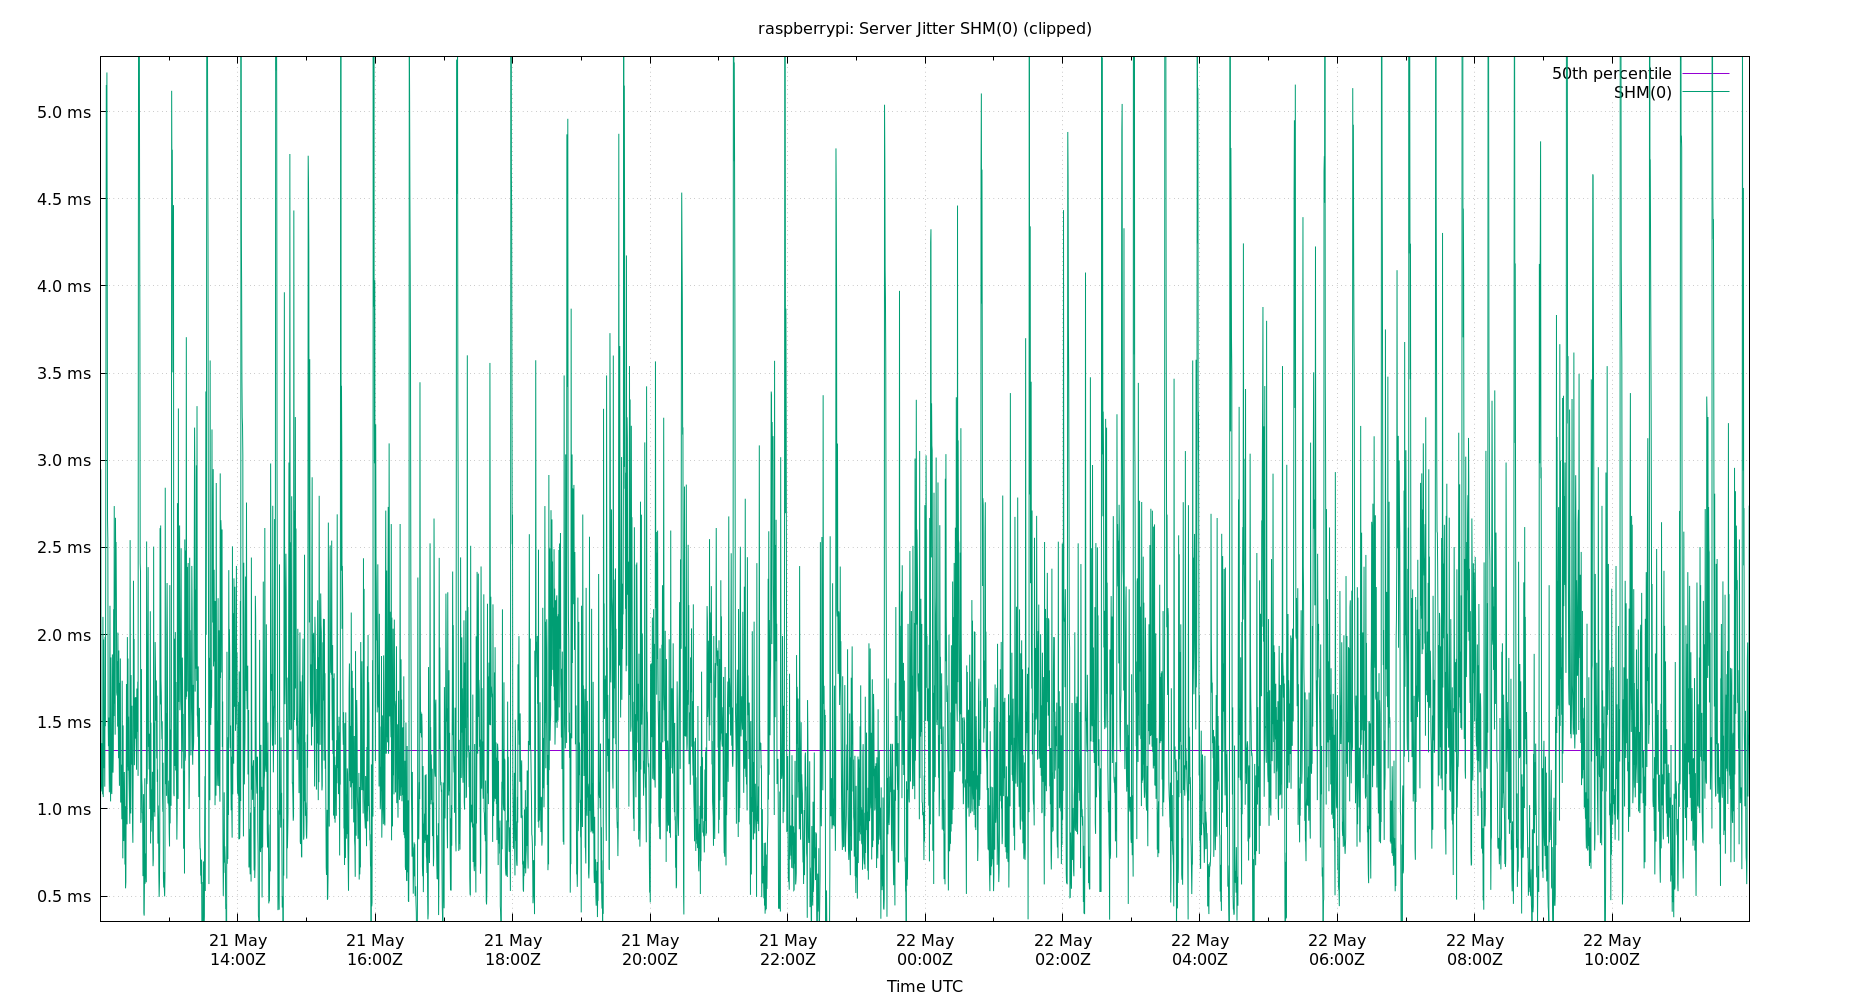 raspberrypi: Server Jitter SHM(0) (clipped)
50th percentile
SHM(0)
5.0 ms
4.5 ms
4.0 ms
3.5 ms
3.0 ms
2.5 ms
2.0 ms
1.5 ms
1.0 ms
0.5 ms
21 May 21 May 21 May 21 May 21 May 22 May 22 May 22 May 22 May 22 May 22 May
14:00Z 16:00Z 18:00Z 20:00Z 22:00Z 00:00Z 02:00Z 04:00Z 06:00Z 08:00Z 10:00Z
Time UTC